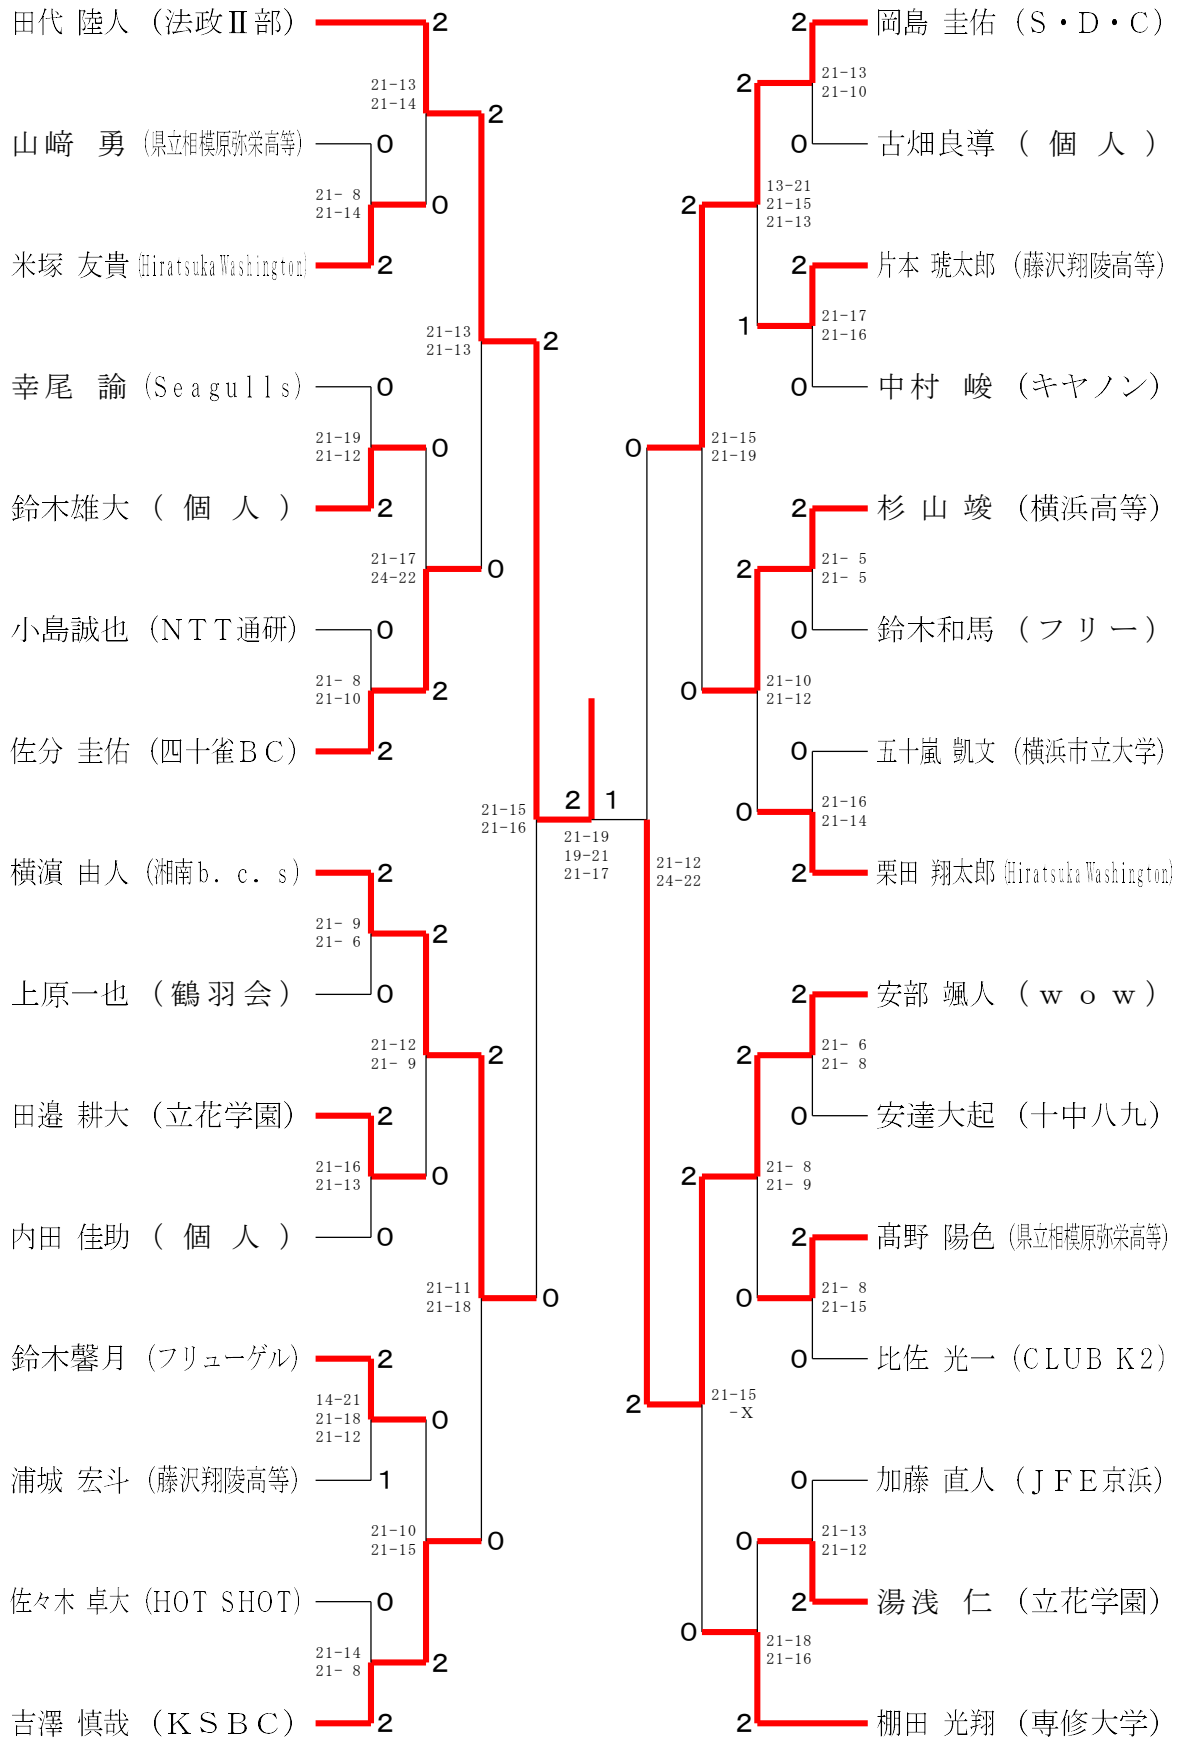 田代 陸人 (法政Ⅱ部) 2
21-13
21-14
2
山﨑 勇 (県立相模原弥栄高等) 0
21- 8
21-14
0
米塚 友貴 (Hiratsuka Washington) 2
21-13
21-13
2
幸尾 諭 (Seagulls) 0
21-19
21-12
0
鈴木雄大 (個人) 2
21-17
24-22
0
小島誠也 (NTT通研) 0
21- 8
21-10
2
佐分 圭佑 (四十雀BC) 2
21-15
21-16
2 1
21-19
19-21
21-17
横濵 由人 (湘南b.c.s) 2
21- 9
21- 6
2
上原一也 (鶴羽会) 0
21-12
21- 9
2
田邉 耕大 (立花学園) 2
21-16
21-13
0
内田 佳助 (個人) 0
21-11
21-18
0
鈴木馨月 (フリューゲル) 2
14-21
21-18
21-12
0
浦城 宏斗 (藤沢翔陵高等) 1
21-10
21-15
0
佐々木 卓大 (HOT SHOT) 0
21-14
21- 8
2
吉澤 慎哉 (KSBC) 2
2 岡島 圭佑 (S・D・C)
2
21-13
21-10
0 古畑良導 (個人)
2
13-21
21-15
21-13
2 片本 琥太郎 (藤沢翔陵高等)
1
21-17
21-16
0 中村 峻 (キヤノン)
0
21-15
21-19
2 杉山 竣 (横浜高等)
2
21- 5
21- 5
0 鈴木和馬 (フリー)
0
21-10
21-12
0 五十嵐 凱文 (横浜市立大学)
0
21-16
21-14
2 栗田 翔太郎 (Hiratsuka Washington)
21-12
24-22
2 安部 颯人 (wow)
2
21- 6
21- 8
0 安達大起 (十中八九)
2
21- 8
21- 9
2 髙野 陽色 (県立相模原弥栄高等)
0
21- 8
21-15
0 比佐 光一 (CLUB K2)
2
21-15
-X
0 加藤 直人 (JFE京浜)
0
21-13
21-12
2 湯浅 仁 (立花学園)
0
21-18
21-16
2 棚田 光翔 (専修大学)